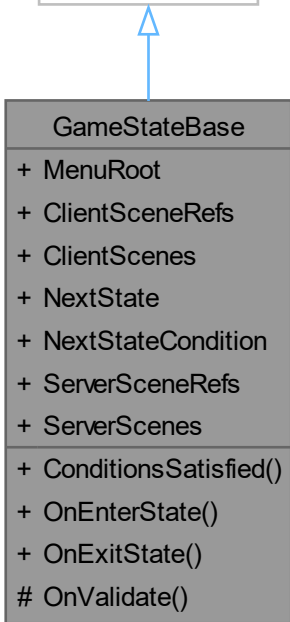 GameStateBase
+ MenuRoot
+ ClientSceneRefs
+ ClientScenes
+ NextState
+ NextStateCondition
+ ServerSceneRefs
+ ServerScenes
+ ConditionsSatisfied()
+ OnEnterState()
+ OnExitState()
# OnValidate()